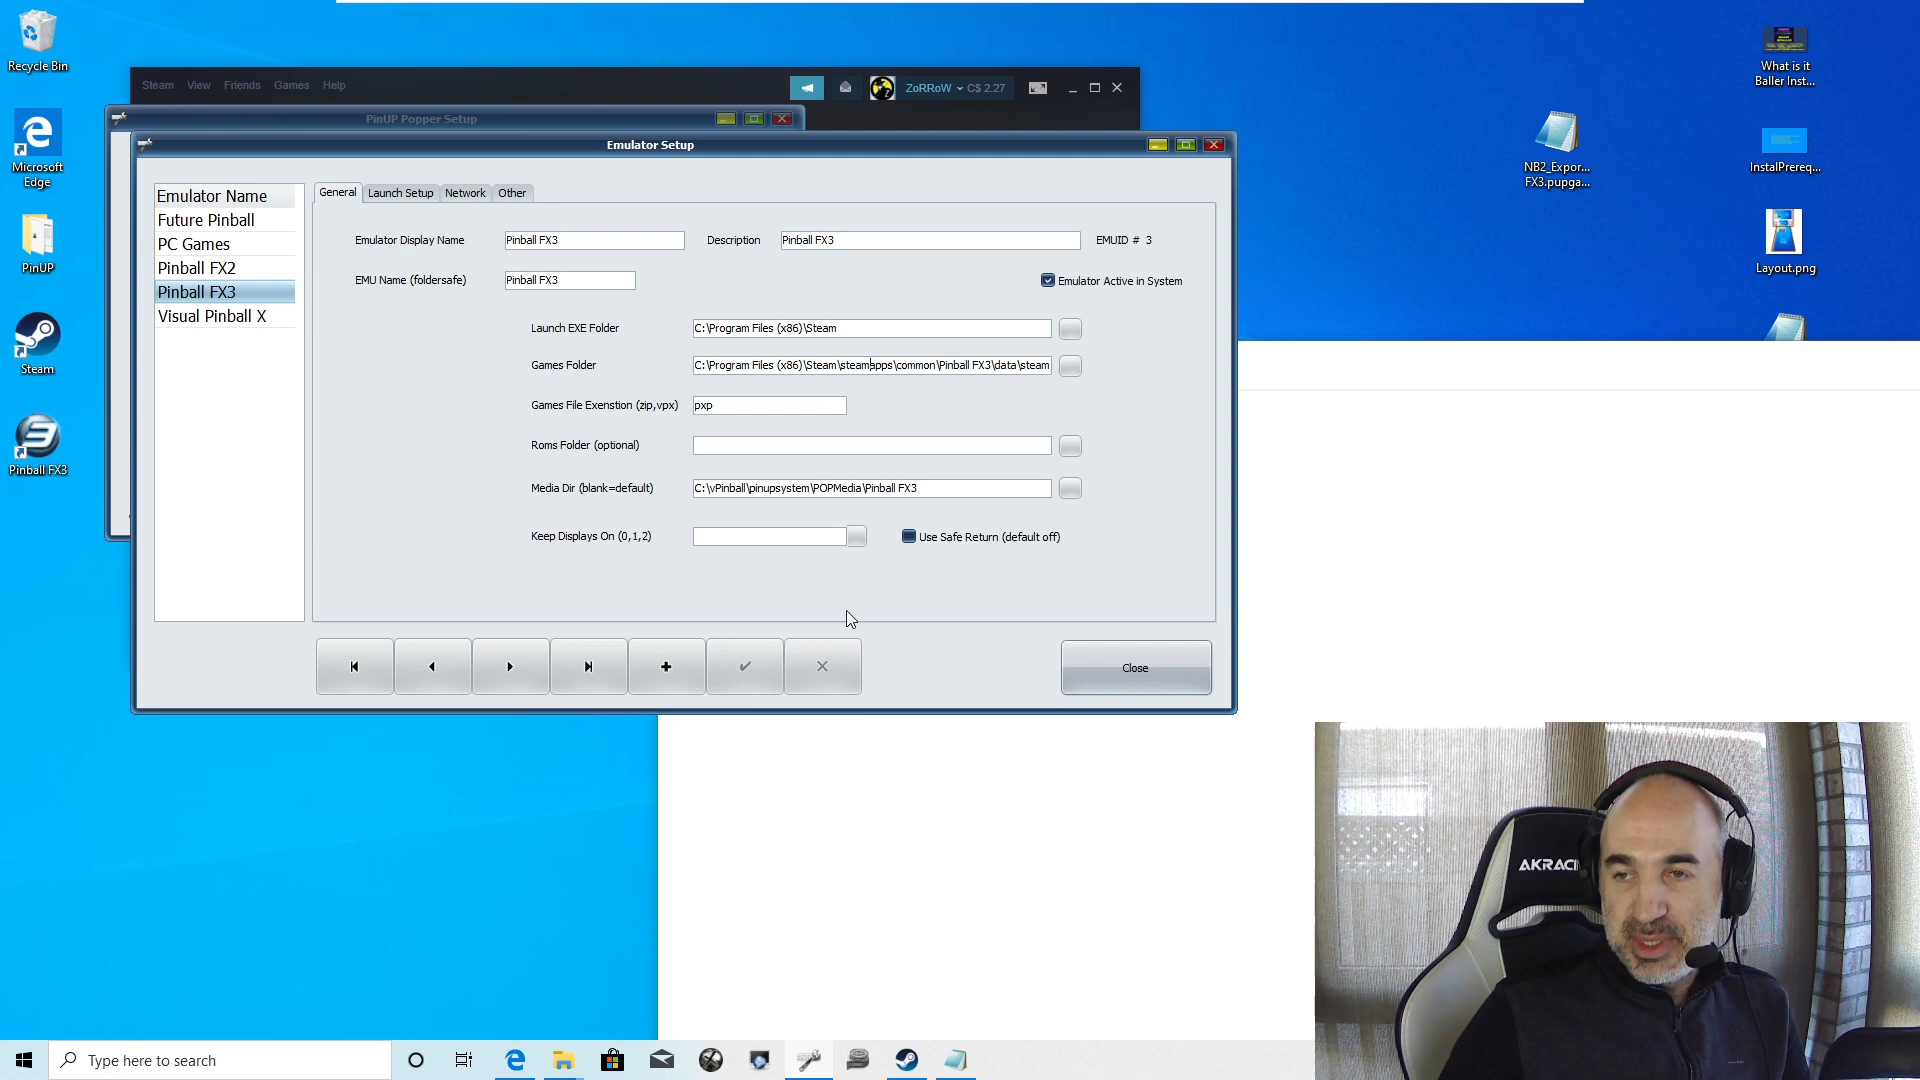 Recycle Bin
Microsoft
Edge
PinUP
Steam
Pinball FX3
Steam View Friends Games Help
ZoRRoW C$ 2.27
PinUP Popper Setup
Emulator Setup
Emulator Name
Future Pinball
PC Games
Pinball FX2
Pinball FX3
Visual Pinball X
General Launch Setup Network Other
Emulator Display Name Pinball FX3 Description Pinball FX3 EMUID # 3
EMU Name (foldersafe) Pinball FX3 Emulator Active in System
Launch EXE Folder C:\Program Files (x86)\Steam
Games Folder C:\Program Files (x86)\Steam\steamapps\common\Pinball FX3\data\steam
Games File Exenstion (zip,vpx) pxp
Roms Folder (optional)
Media Dir (blank=default) C:\vPinball\pinupsystem\POPMedia\Pinball FX3
Keep Displays On (0,1,2) Use Safe Return (default off)
Close
What is it
Baller Inst...
NB2_Expor...
FX3.pupga...
InstalPrereq...
Layout.png
AKRACI
Type here to search